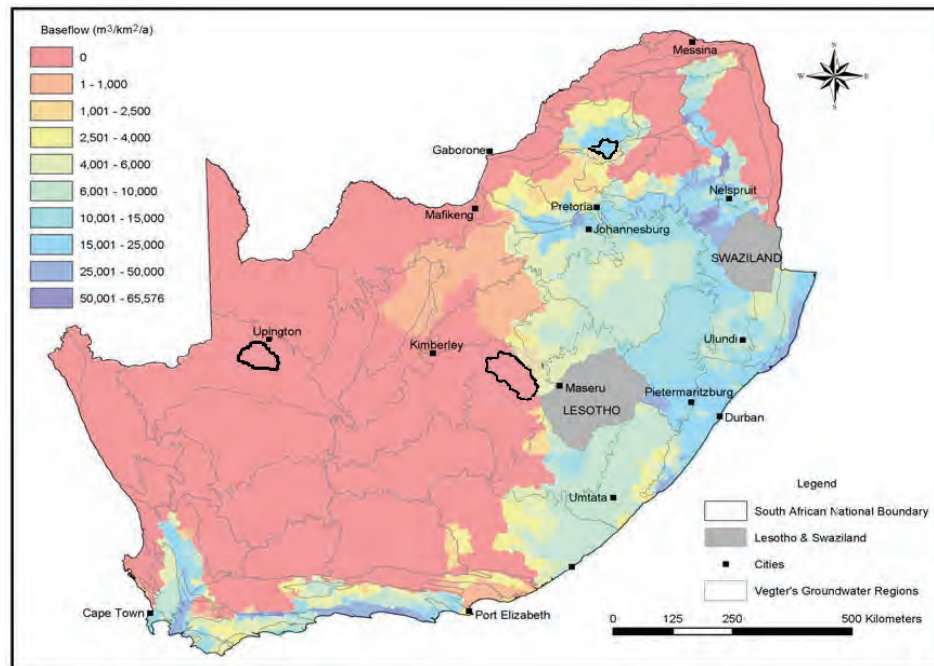 Baseflow (m3/km2/a)
0
1 - 1,000
1,001 - 2,500
2,501 - 4,000
4,001 - 6,000
6,001 - 10,000
10,001 - 15,000
15,001 - 25,000
25,001 - 50,000
50,001 - 65,576
Messina
N
W E
S
Gaborone
Nelspruit
Mafikeng
Pretoria
Johannesburg
SWAZILAND
Upington
Kimberley
Ulundi
Maseru
Pietermaritzburg
LESOTHO
Durban
Umtata
Cape Town
Port Elizabeth
Legend
South African National Boundary
Lesotho & Swaziland
Cities
Vegter's Groundwater Regions
0 125 250 500 Kilometers